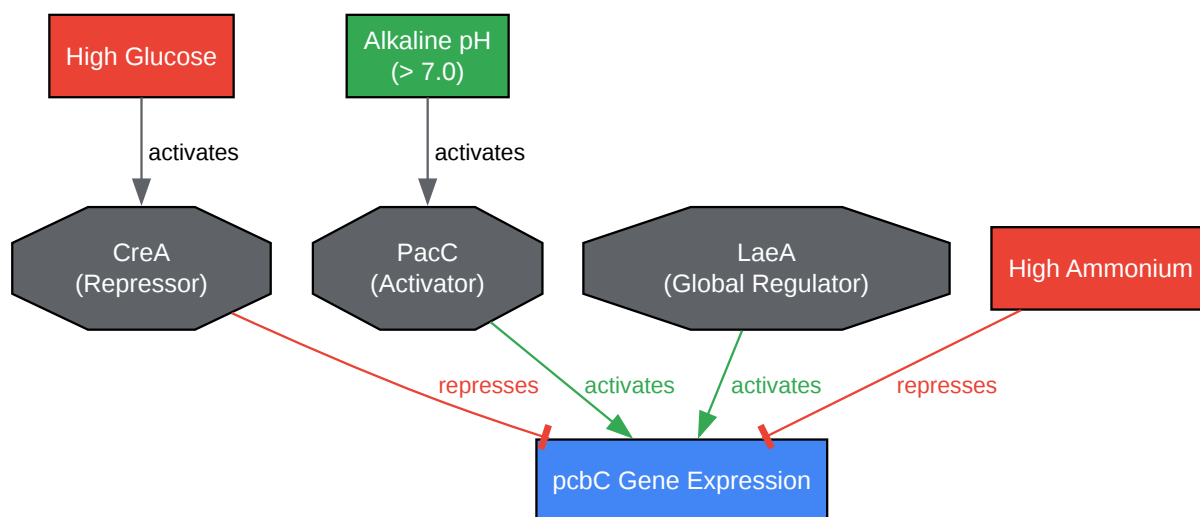 High Glucose
Alkaline pH
(> 7.0)
activates
activates
CreA
(Repressor)
PacC
(Activator)
LaeA
(Global Regulator)
High Ammonium
represses
activates
activates
represses
pcbC Gene Expression